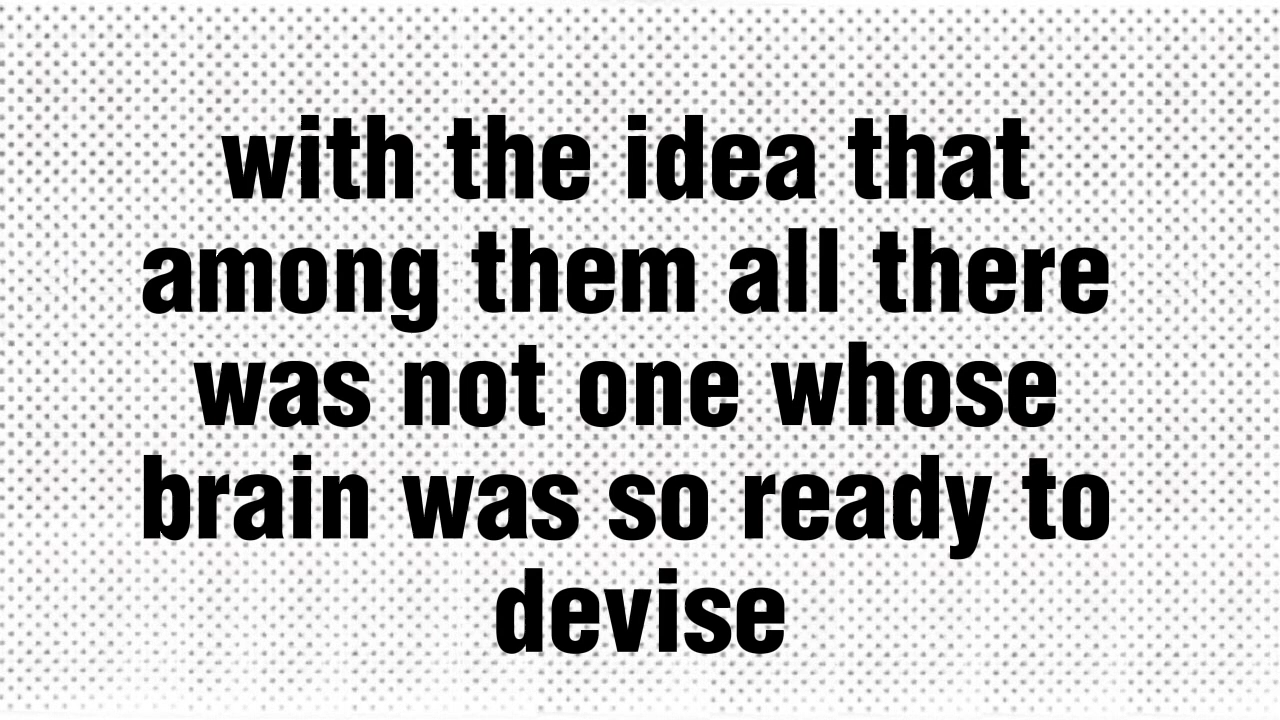 with the idea that
among them all there
was not one whose
brain was so ready to
devise